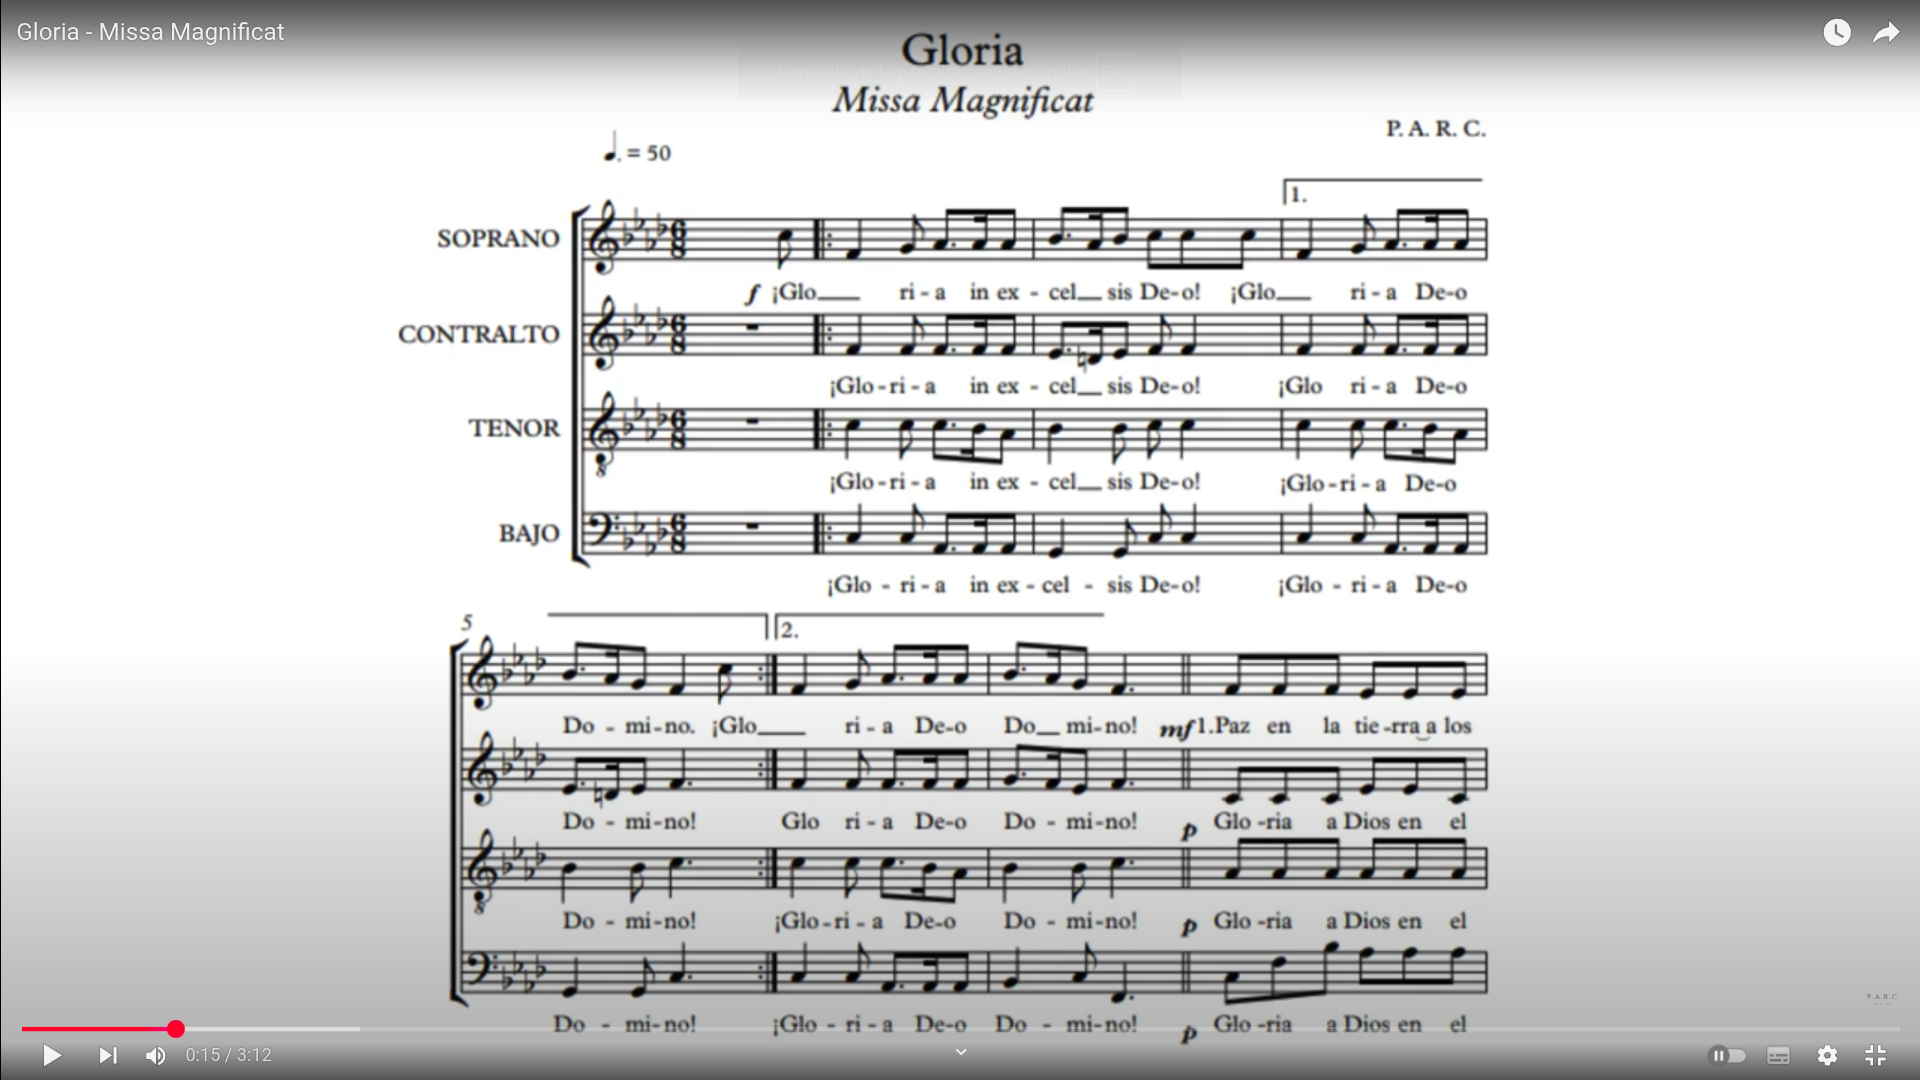 Gloria - Missa Magnificat
Gloria
Missa Magnificat
P. A. R. C.
♩. = 50
1.
SOPRANO
f ¡Glo___ ri - a in ex - cel__ sis De-o! ¡Glo___ ri - a De-o
CONTRALTO
¡Glo-ri - a in ex - cel__ sis De-o! ¡Glo ri - a De-o
TENOR
8
¡Glo-ri - a in ex - cel__ sis De-o! ¡Glo-ri - a De-o
BAJO
¡Glo - ri - a in ex - cel - sis De-o! ¡Glo - ri - a De-o
5
2.
Do - mi-no. ¡Glo___ ri - a De-o Do__ mi-no! mf 1.Paz en la tie-rra‿a los
Do - mi-no! Glo ri - a De-o Do - mi-no! p Glo-ria a Dios en el
8
Do - mi-no! ¡Glo-ri - a De-o Do - mi-no! p Glo-ria a Dios en el
Do - mi-no! ¡Glo - ri - a De-o Do - mi-no! p Glo-ria a Dios en el
P.A.R.C.
0:15 / 3:12